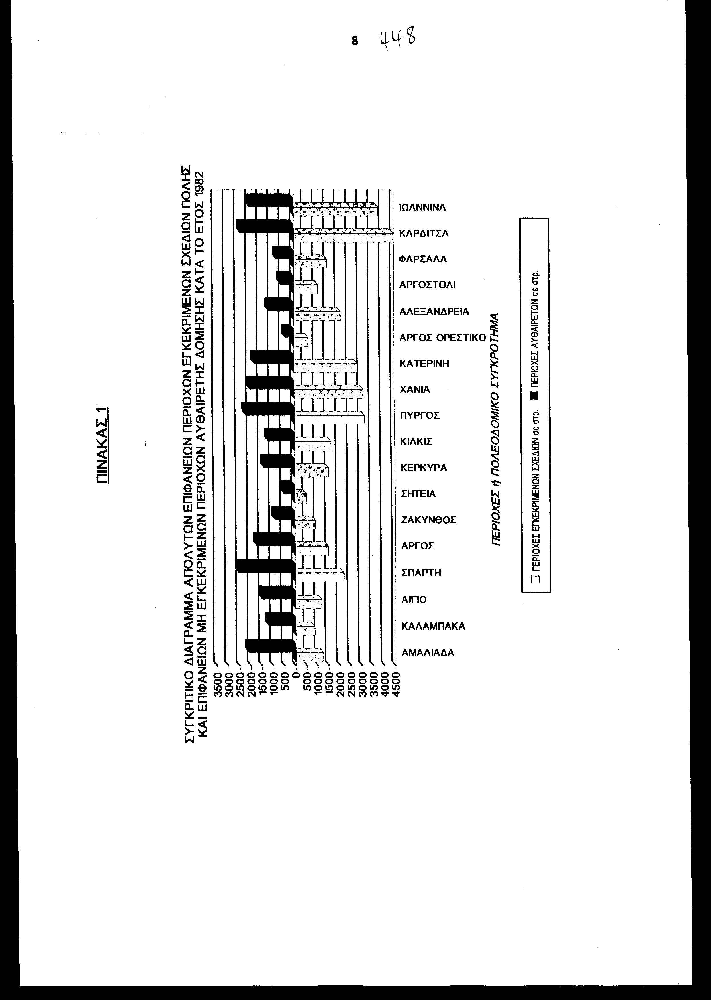 8 448
ΠΙΝΑΚΑΣ 1
ΣΥΓΚΡΙΤΙΚΟ ΔΙΑΓΡΑΜΜΑ ΑΠΟΛΥΤΩΝ ΕΠΙΦΑΝΕΙΩΝ ΠΕΡΙΟΧΩΝ ΕΓΚΕΚΡΙΜΕΝΩΝ ΣΧΕΔΙΩΝ ΠΟΛΗΣ
ΚΑΙ ΕΠΙΦΑΝΕΙΩΝ ΜΗ ΕΓΚΕΚΡΙΜΕΝΩΝ ΠΕΡΙΟΧΩΝ ΑΥΘΑΙΡΕΤΗΣ ΔΟΜΗΣΗΣ ΚΑΤΑ ΤΟ ΕΤΟΣ 1982
3500
3000
2500
2000
1500
1000
500
0
500
1000
1500
2000
2500
3000
3500
4000
4500
ΑΜΑΛΙΑΔΑ
ΚΑΛΑΜΠΑΚΑ
ΑΙΓΙΟ
ΣΠΑΡΤΗ
ΑΡΓΟΣ
ΖΑΚΥΝΘΟΣ
ΣΗΤΕΙΑ
ΚΕΡΚΥΡΑ
ΚΙΛΚΙΣ
ΠΥΡΓΟΣ
ΧΑΝΙΑ
ΚΑΤΕΡΙΝΗ
ΑΡΓΟΣ ΟΡΕΣΤΙΚΟ
ΑΛΕΞΑΝΔΡΕΙΑ
ΑΡΓΟΣΤΟΛΙ
ΦΑΡΣΑΛΑ
ΚΑΡΔΙΤΣΑ
ΙΩΑΝΝΙΝΑ
ΠΕΡΙΟΧΕΣ ή ΠΟΛΕΟΔΟΜΙΚΟ ΣΥΓΚΡΟΤΗΜΑ
ΠΕΡΙΟΧΕΣ ΕΓΚΕΚΡΙΜΕΝΩΝ ΣΧΕΔΙΩΝ σε στρ. ΠΕΡΙΟΧΕΣ ΑΥΘΑΙΡΕΤΩΝ σε στρ.